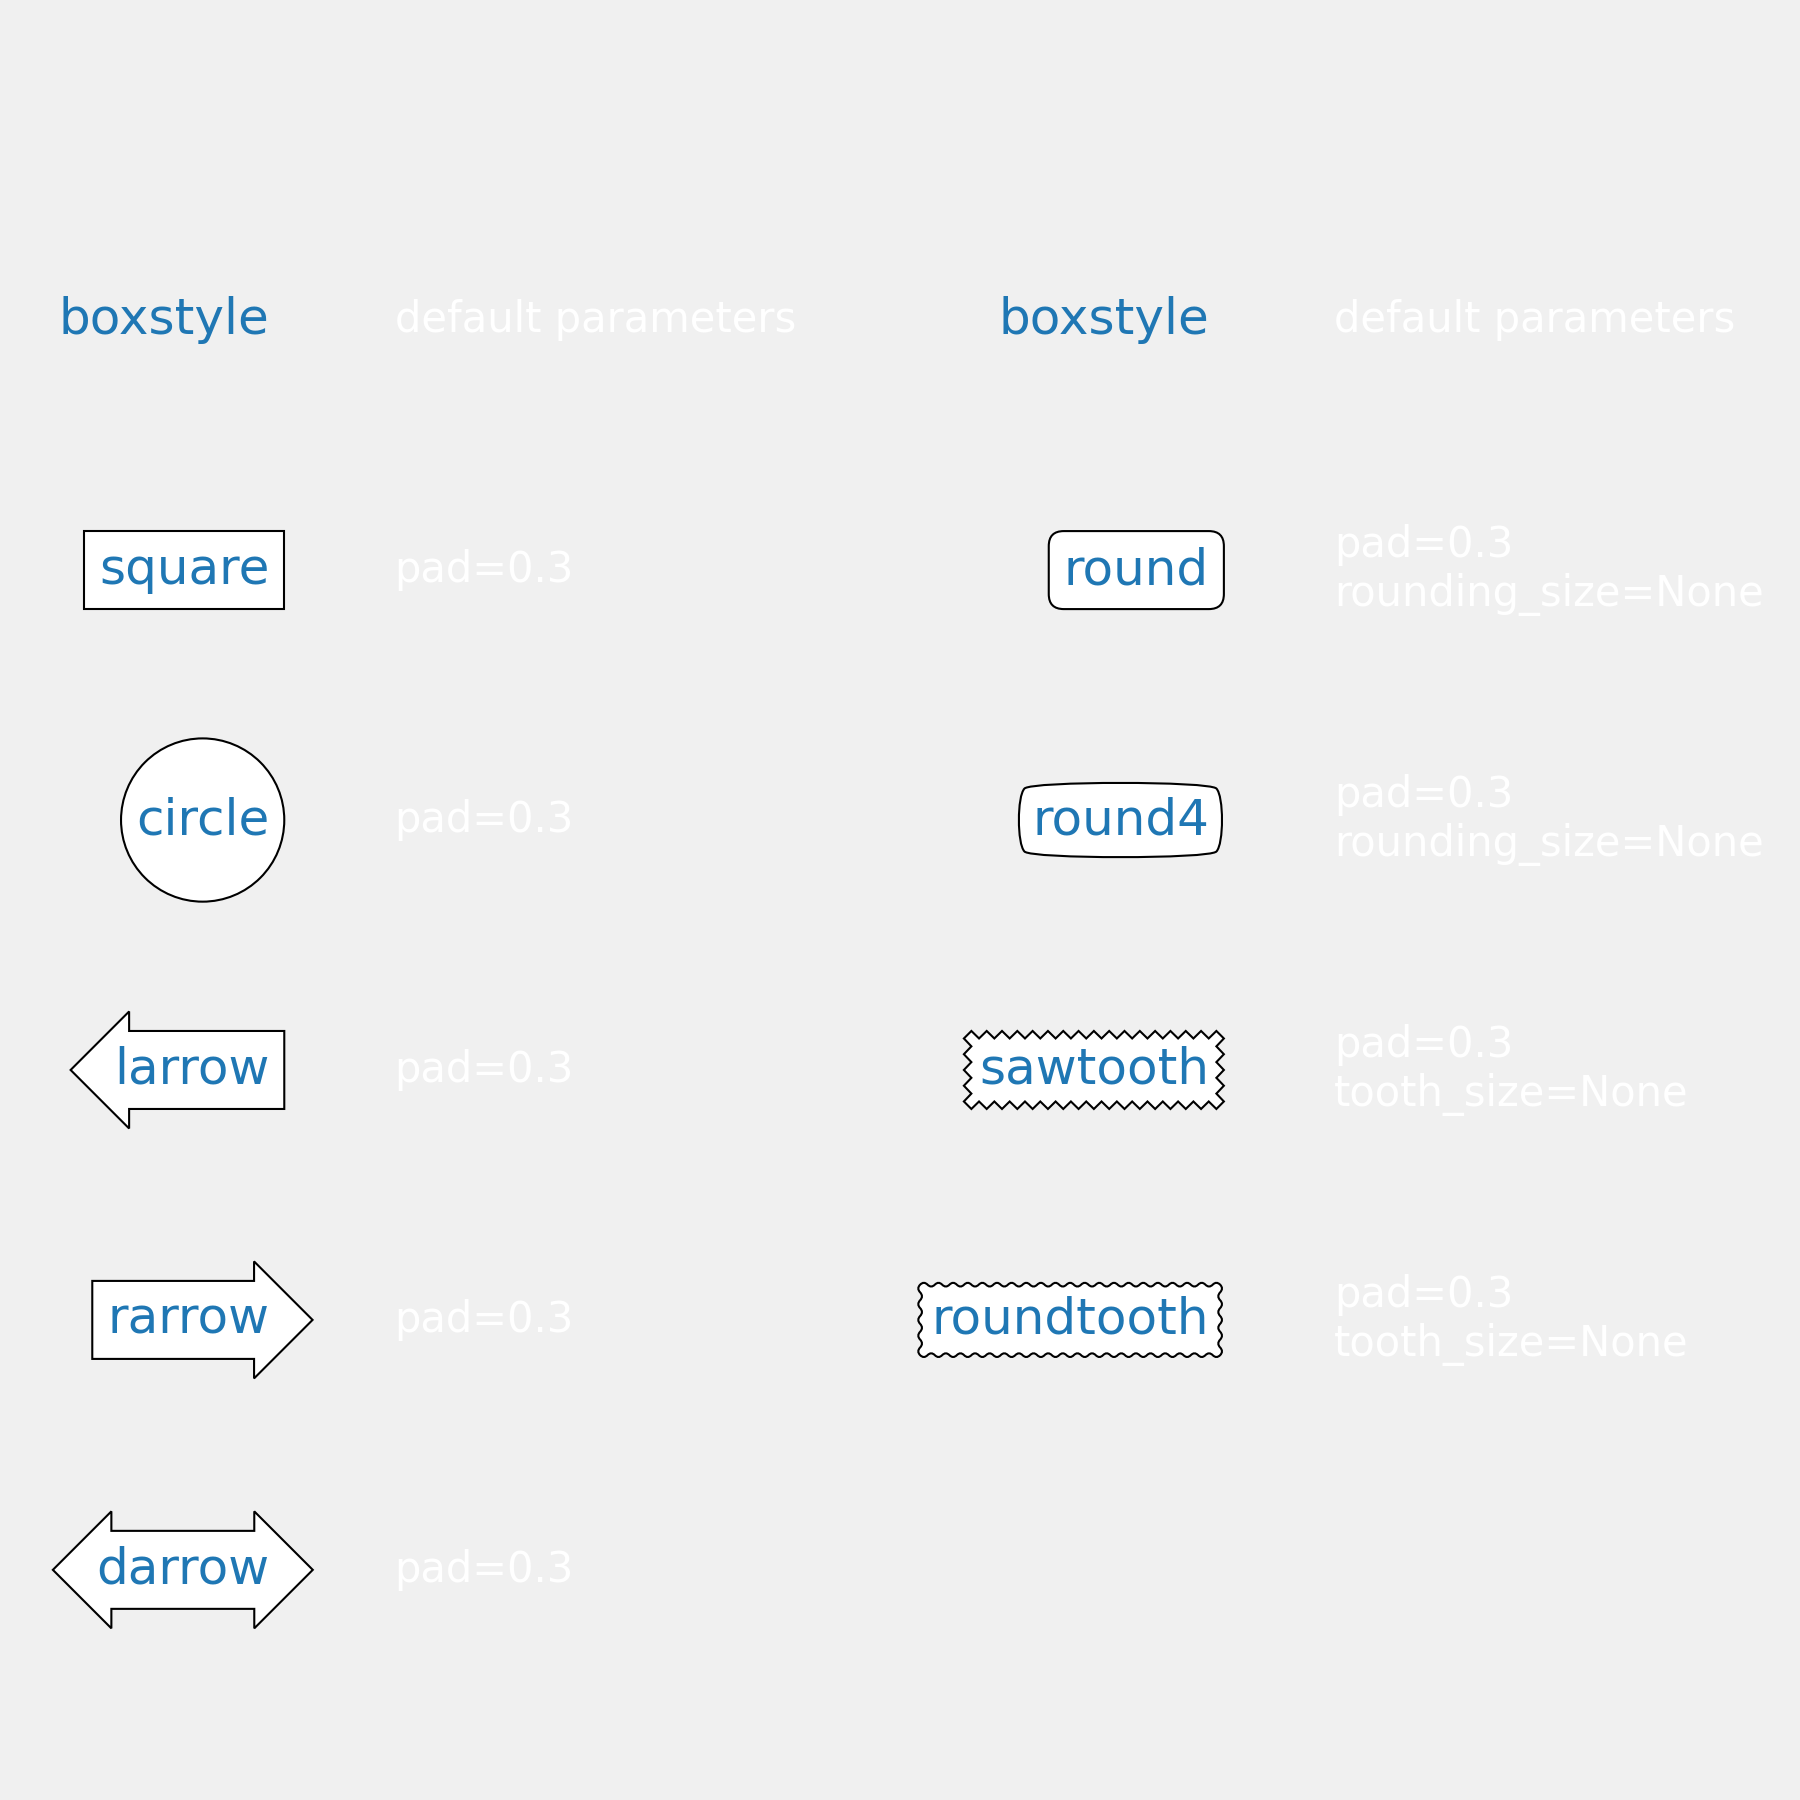 boxstyle default parameters
square pad=0.3
circle pad=0.3
larrow pad=0.3
rarrow pad=0.3
darrow pad=0.3
boxstyle default parameters
round pad=0.3
rounding_size=None
round4 pad=0.3
rounding_size=None
sawtooth pad=0.3
tooth_size=None
roundtooth pad=0.3
tooth_size=None